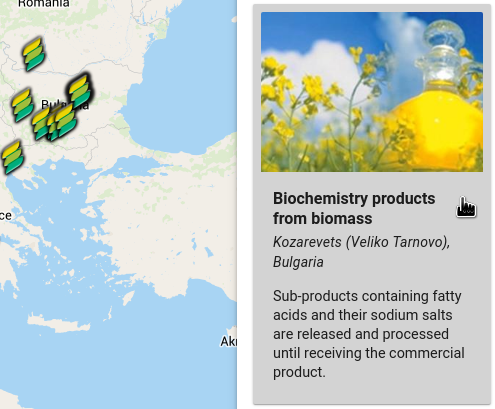 Romania
Bulgaria
Biochemistry products
from biomass
Kozarevets (Veliko Tarnovo),
Bulgaria
Sub-products containing fatty
acids and their sodium salts
are released and processed
until receiving the commercial
product.
ce
Ak